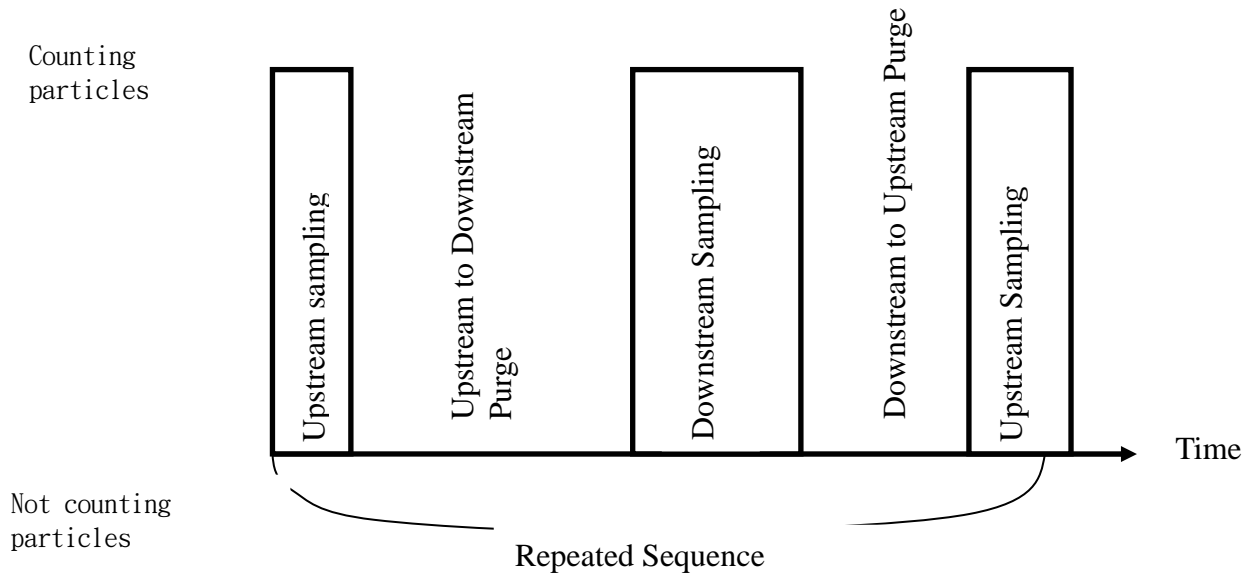 Counting
particles
Upstream sampling
Upstream to Downstream
Purge
Downstream Sampling
Downstream to Upstream Purge
Upstream Sampling
Time
Not counting
particles
Repeated Sequence